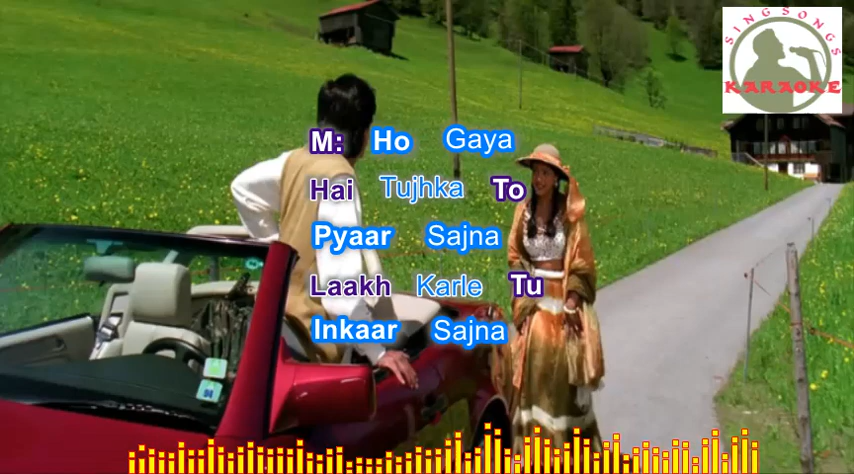 SING SONGS
KARAOKE
M: Ho Gaya
Hai Tujhka To
Pyaar Sajna
Laakh Karle Tu
Inkaar Sajna